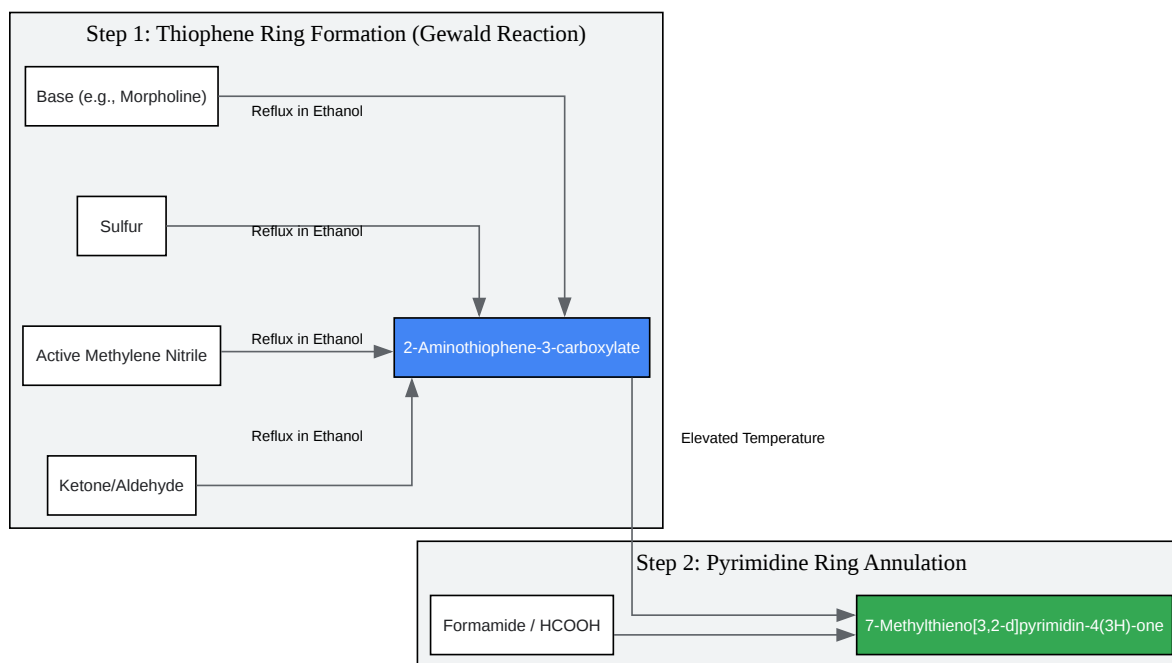 Step 1: Thiophene Ring Formation (Gewald Reaction)
Base (e.g., Morpholine)
Reflux in Ethanol
Sulfur
Reflux in Ethanol
Active Methylene Nitrile
Reflux in Ethanol
2-Aminothiophene-3-carboxylate
Reflux in Ethanol
Elevated Temperature
Ketone/Aldehyde
Step 2: Pyrimidine Ring Annulation
Formamide / HCOOH
7-Methylthieno[3,2-d]pyrimidin-4(3H)-one